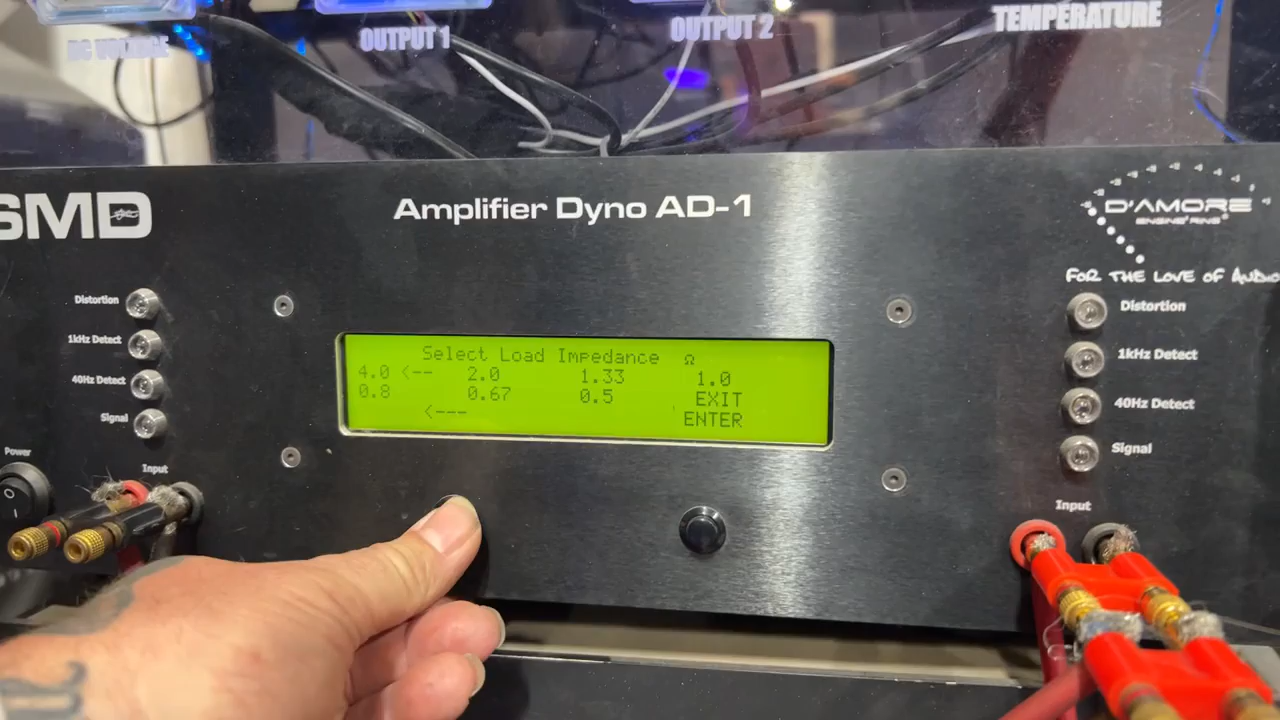 DC VOLTAGE
OUTPUT 1
OUTPUT 2
TEMPERATURE
SMD
Amplifier Dyno AD-1
D'AMORE
ENGINEERING
FOR THE LOVE OF AUDIO
Distortion
1kHz Detect
40Hz Detect
Signal
Power
Input
Select Load Impedance Ω
4.0 <-- 2.0 1.33 1.0
0.8 0.67 0.5 EXIT
<--- ENTER
Distortion
1kHz Detect
40Hz Detect
Signal
Input